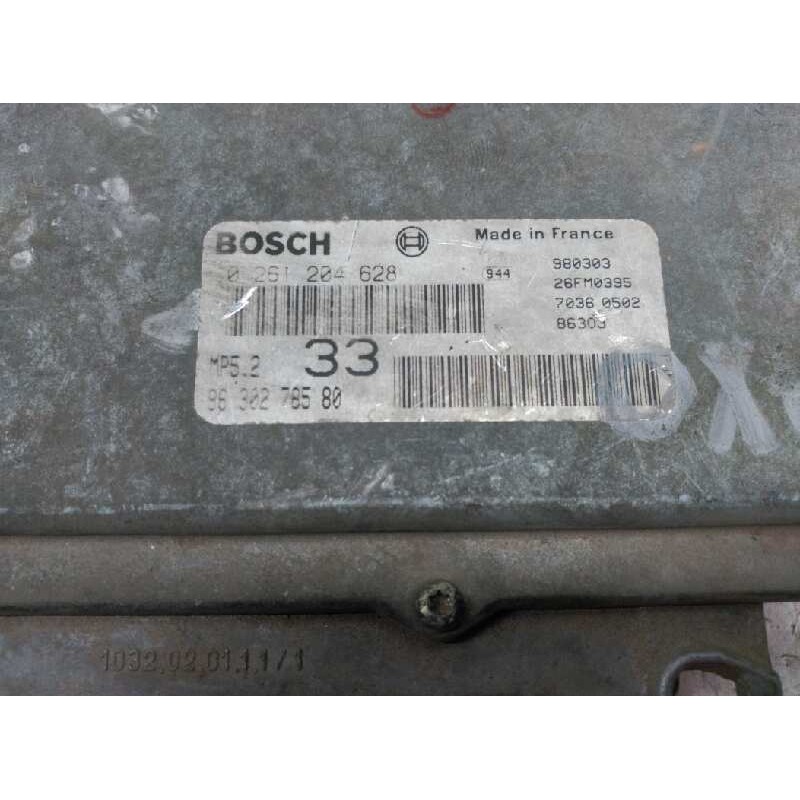 BOSCH
Made in France
0 261 204 628
944
980303
26FM0395
7036 0502
86303
MP5.2
33
96 302 785 80
1032.02.01.1.1/1